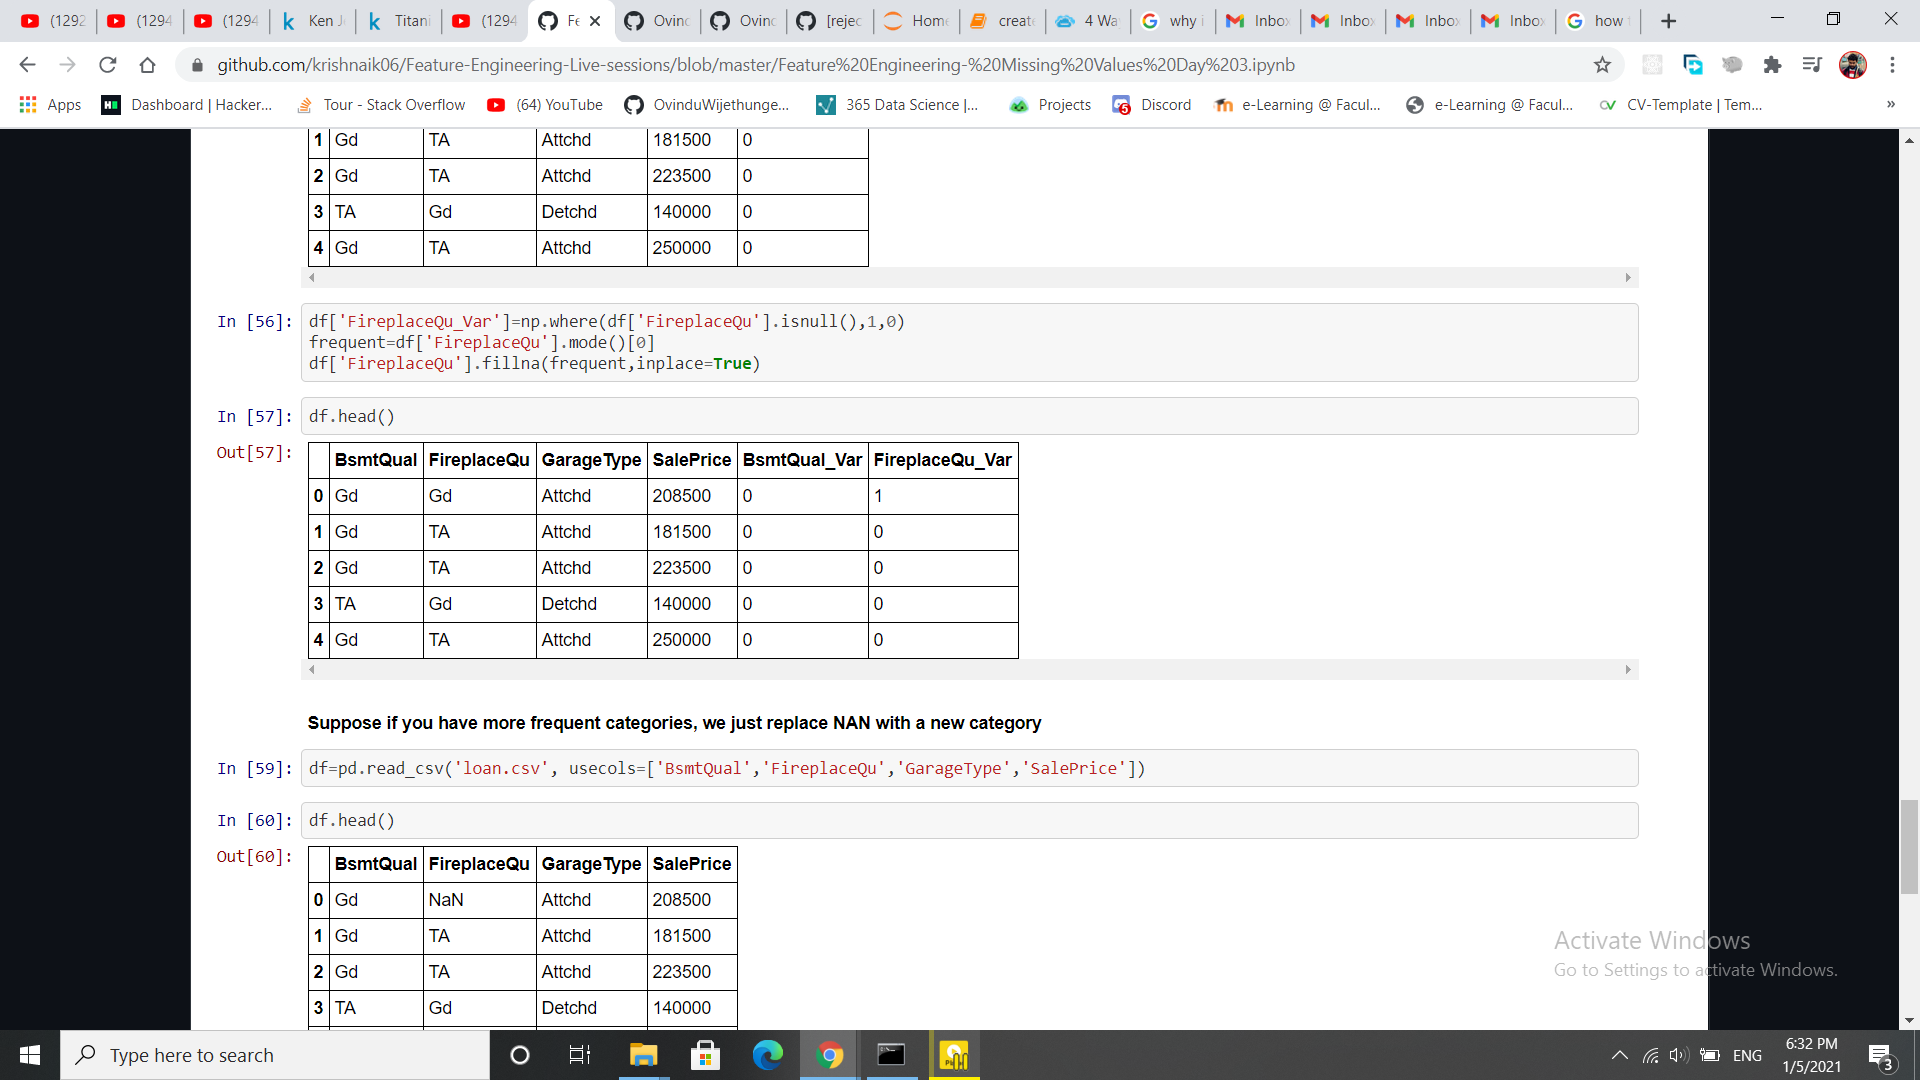 (1292
(1294
(1294
Ken J
Titani
(1294
Fe
Ovind
Ovind
[rejec
Home
create
4 Wa
why i
Inbox
Inbox
Inbox
Inbox
how t
github.com/krishnaik06/Feature-Engineering-Live-sessions/blob/master/Feature%20Engineering-%20Missing%20Values%20Day%203.ipynb
Apps
Dashboard | Hacker...
Tour - Stack Overflow
(64) YouTube
OvinduWijethunge...
365 Data Science |...
Projects
Discord
e-Learning @ Facul...
e-Learning @ Facul...
CV-Template | Tem...
1 Gd TA Attchd 181500 0
2 Gd TA Attchd 223500 0
3 TA Gd Detchd 140000 0
4 Gd TA Attchd 250000 0
In [56]: df['FireplaceQu_Var']=np.where(df['FireplaceQu'].isnull(),1,0)
frequent=df['FireplaceQu'].mode()[0]
df['FireplaceQu'].fillna(frequent,inplace=True)
In [57]: df.head()
Out[57]:
BsmtQual FireplaceQu GarageType SalePrice BsmtQual_Var FireplaceQu_Var
0 Gd Gd Attchd 208500 0 1
1 Gd TA Attchd 181500 0 0
2 Gd TA Attchd 223500 0 0
3 TA Gd Detchd 140000 0 0
4 Gd TA Attchd 250000 0 0
Suppose if you have more frequent categories, we just replace NAN with a new category
In [59]: df=pd.read_csv('loan.csv', usecols=['BsmtQual','FireplaceQu','GarageType','SalePrice'])
In [60]: df.head()
Out[60]:
BsmtQual FireplaceQu GarageType SalePrice
0 Gd NaN Attchd 208500
1 Gd TA Attchd 181500
2 Gd TA Attchd 223500
3 TA Gd Detchd 140000
Activate Windows
Go to Settings to activate Windows.
Type here to search
ENG
6:32 PM
1/5/2021
3